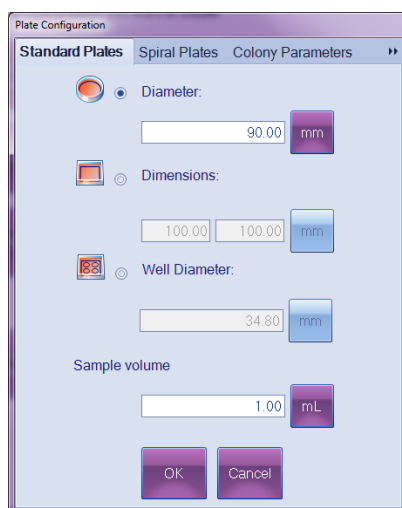 Plate Configuration
Standard Plates Spiral Plates Colony Parameters
Diameter:
90.00 mm
Dimensions:
100.00 100.00 mm
Well Diameter:
34.80 mm
Sample volume
1.00 mL
OK Cancel